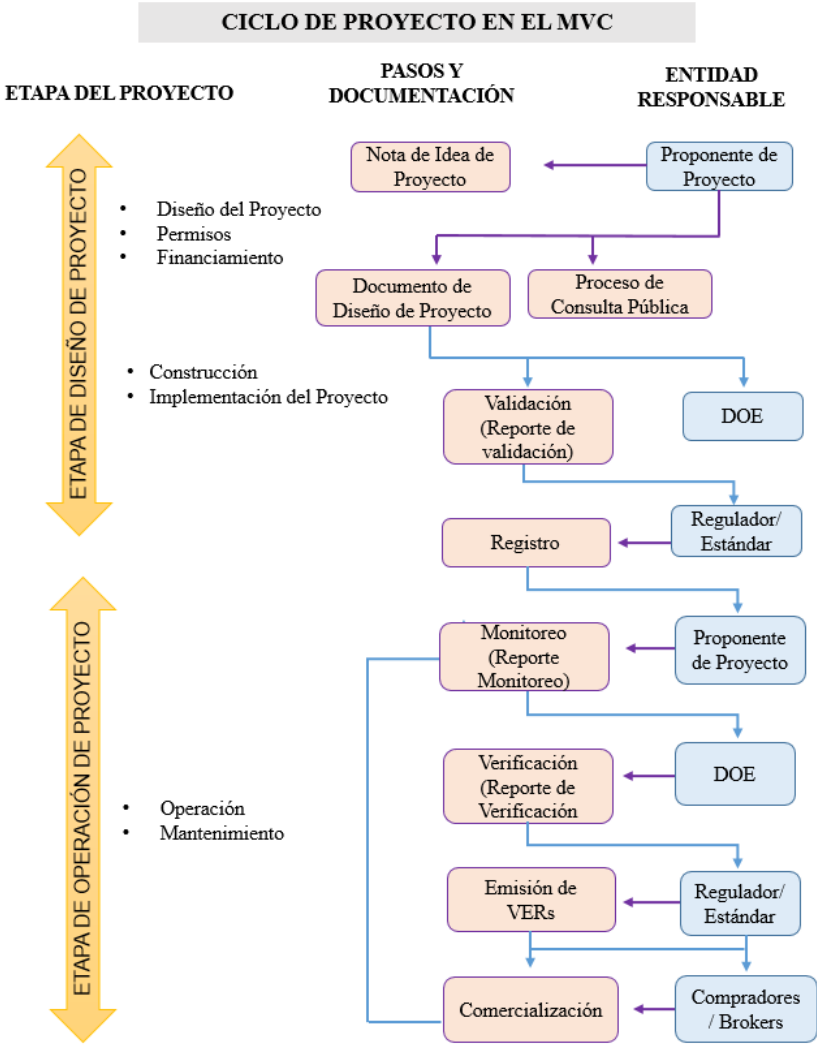 CICLO DE PROYECTO EN EL MVC
ETAPA DEL PROYECTO
PASOS Y
DOCUMENTACIÓN
ENTIDAD
RESPONSABLE
ETAPA DE DISEÑO DE PROYECTO
Nota de Idea de
Proyecto
Proponente de
Proyecto
• Diseño del Proyecto
• Permisos
• Financiamiento
Documento de
Diseño de Proyecto
Proceso de
Consulta Pública
• Construcción
• Implementación del Proyecto
Validación
(Reporte de
validación)
DOE
Regulador/
Estándar
Registro
ETAPA DE OPERACIÓN DE PROYECTO
Monitoreo
(Reporte
Monitoreo)
Proponente
de Proyecto
Verificación
(Reporte de
Verificación
DOE
• Operación
• Mantenimiento
Emisión de
VERs
Regulador/
Estándar
Comercialización
Compradores
/ Brokers